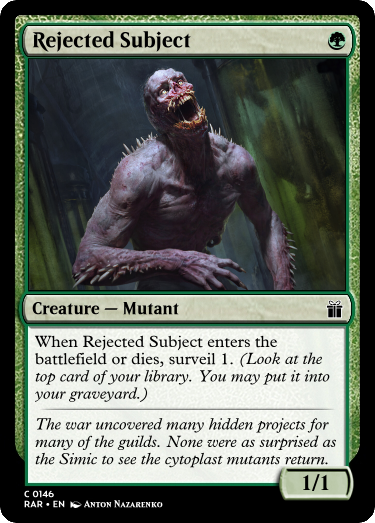 Rejected Subject
Creature — Mutant
When Rejected Subject enters the
battlefield or dies, surveil 1. (Look at the
top card of your library. You may put it into
your graveyard.)
The war uncovered many hidden projects for
many of the guilds. None were as surprised as
the Simic to see the cytoplast mutants return.
1/1
C 0146
RAR • EN Anton Nazarenko